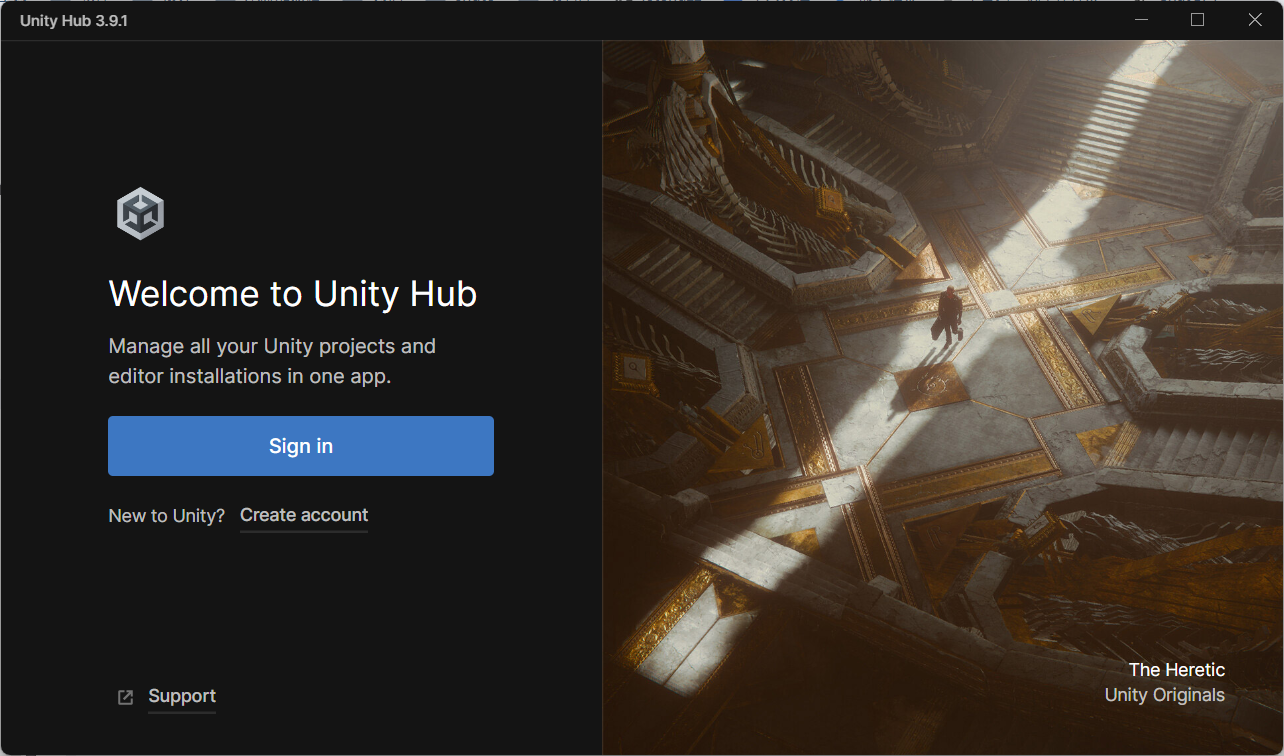 Unity Hub 3.9.1
Welcome to Unity Hub
Manage all your Unity projects and
editor installations in one app.
Sign in
New to Unity? Create account
Support
The Heretic
Unity Originals